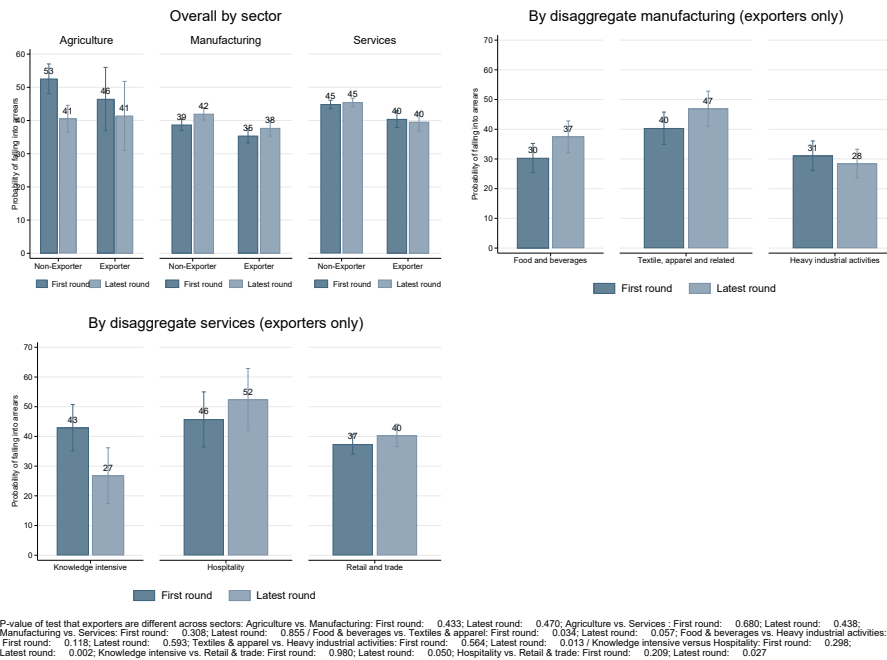 Overall by sector
Agriculture
Manufacturing
Services
Probability of falling into arrears
60
50
40
30
20
10
0
53
41
46
41
39
42
35
38
45
45
40
40
Non-Exporter
Exporter
Non-Exporter
Exporter
Non-Exporter
Exporter
First round
Latest round
First round
Latest round
First round
Latest round
By disaggregate manufacturing (exporters only)
Probability of falling into arrears
70
60
50
40
30
20
10
0
30
37
40
47
31
28
Food and beverages
Textile, apparel and related
Heavy industrial activities
First round
Latest round
By disaggregate services (exporters only)
Probability of falling into arrears
70
60
50
40
30
20
10
0
43
27
46
52
37
40
Knowledge intensive
Hospitality
Retail and trade
First round
Latest round
P-value of test that exporters are different across sectors: Agriculture vs. Manufacturing: First round: 0.433; Latest round: 0.470; Agriculture vs. Services : First round: 0.680; Latest round: 0.438;
Manufacturing vs. Services: First round: 0.308; Latest round: 0.855 / Food & beverages vs. Textiles & apparel: First round: 0.034; Latest round: 0.057; Food & beverages vs. Heavy industrial activities:
First round: 0.118; Latest round: 0.593; Textiles & apparel vs. Heavy industrial activities: First round: 0.564; Latest round: 0.013 / Knowledge intensive versus Hospitality: First round: 0.298;
Latest round: 0.002; Knowledge intensive vs. Retail & trade: First round: 0.980; Latest round: 0.050; Hospitality vs. Retail & trade: First round: 0.209; Latest round: 0.027